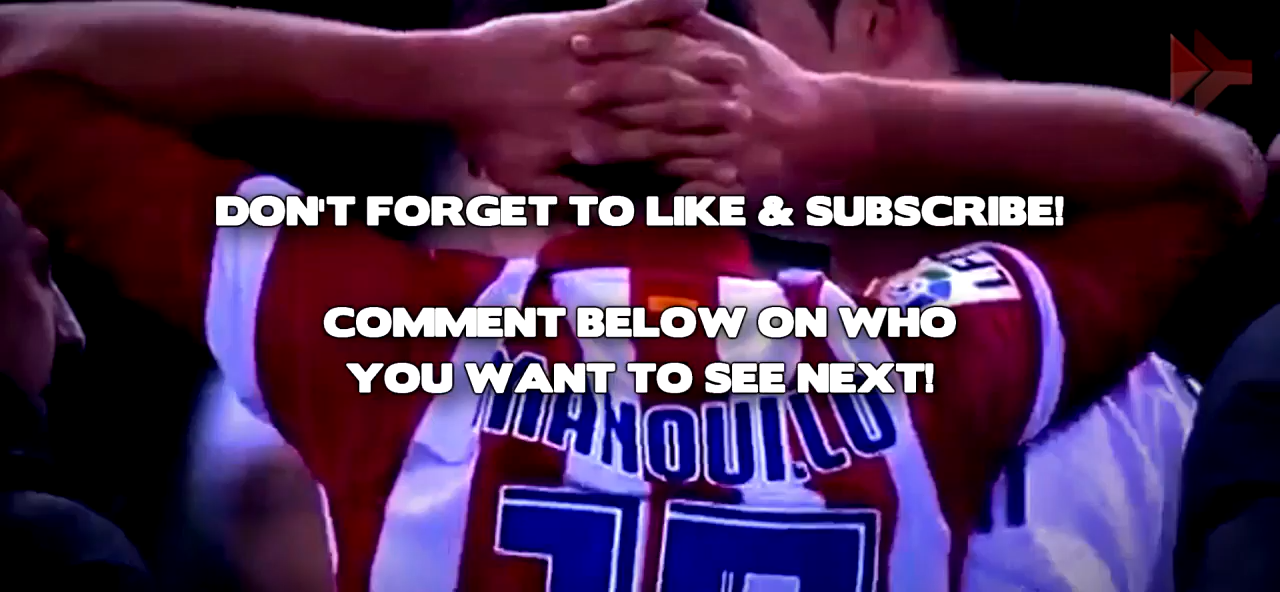 DON'T FORGET TO LIKE & SUBSCRIBE!
COMMENT BELOW ON WHO
YOU WANT TO SEE NEXT!
MANQUILLO